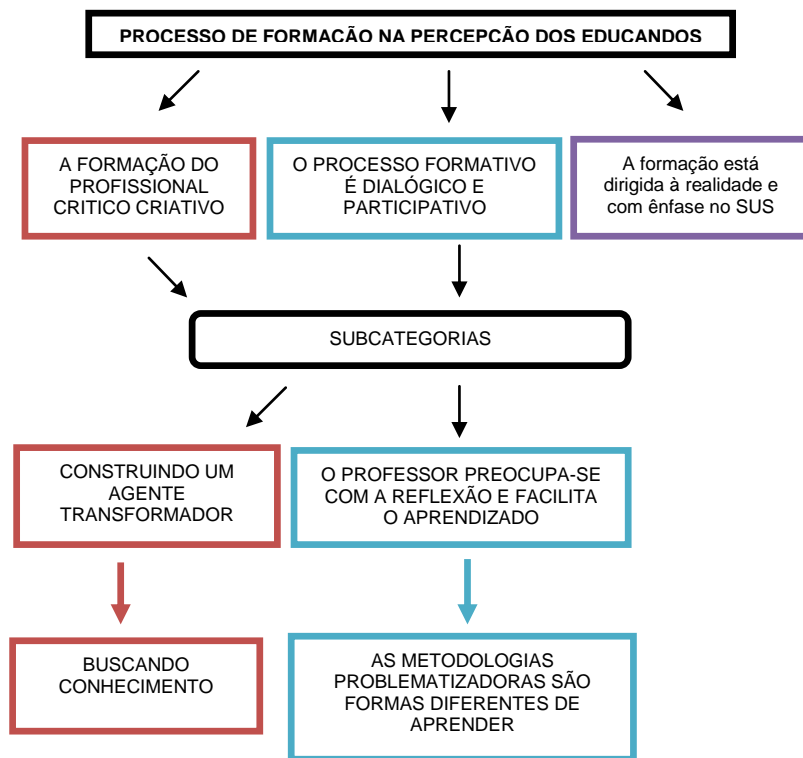 PROCESSO DE FORMAÇÃO NA PERCEPÇÃO DOS EDUCANDOS
A FORMAÇÃO DO
PROFISSIONAL
CRITICO CRIATIVO
O PROCESSO FORMATIVO
É DIALÓGICO E
PARTICIPATIVO
A formação está
dirigida à realidade e
com ênfase no SUS
SUBCATEGORIAS
CONSTRUINDO UM
AGENTE
TRANSFORMADOR
O PROFESSOR PREOCUPA-SE
COM A REFLEXÃO E FACILITA
O APRENDIZADO
BUSCANDO
CONHECIMENTO
AS METODOLOGIAS
PROBLEMATIZADORAS SÃO
FORMAS DIFERENTES DE
APRENDER